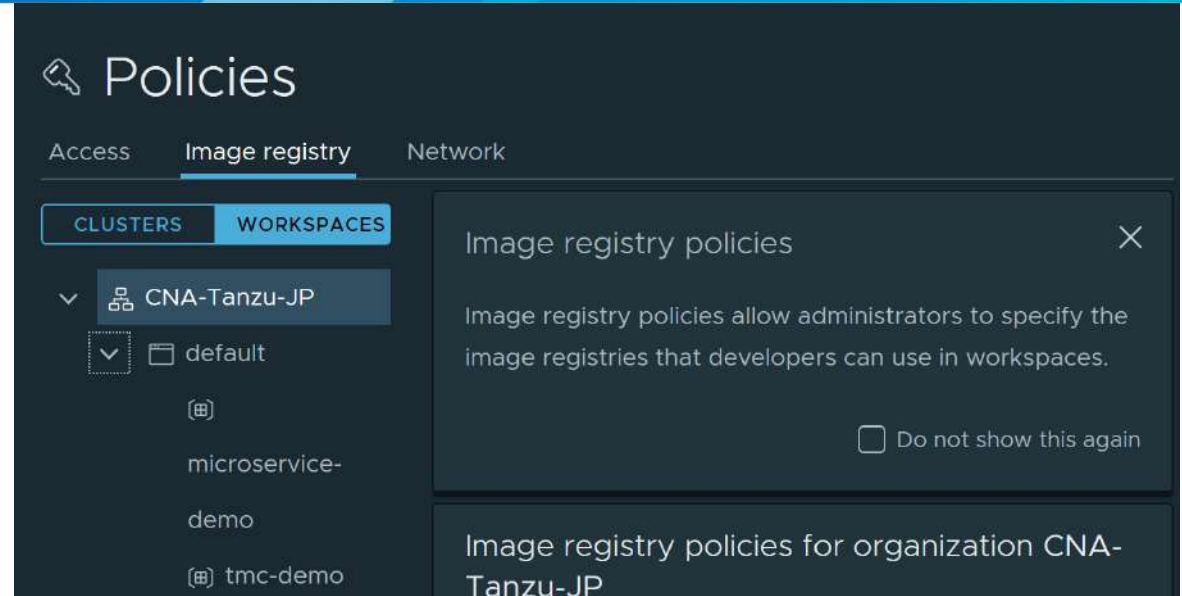 Policies
Access Image registry Network
CLUSTERS WORKSPACES
CNA-Tanzu-JP
default
microservice-
demo
tmc-demo
Image registry policies
Image registry policies allow administrators to specify the
image registries that developers can use in workspaces.
Do not show this again
Image registry policies for organization CNA-
Tanzu-JP